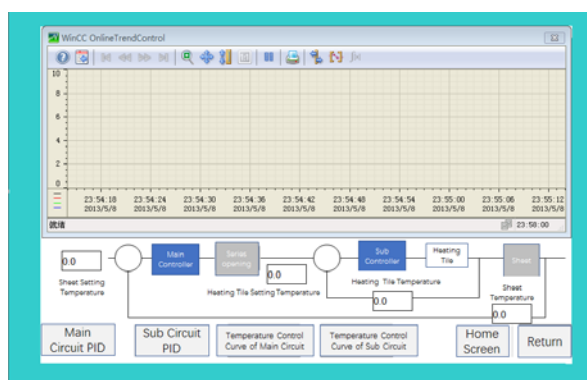 WinCC OnlineTrendControl
10
8
6
4
2
0
23:54:18 23:54:24 23:54:30 23:54:36 23:54:42 23:54:48 23:54:54 23:55:00 23:55:06 23:55:12
2013/5/8 2013/5/8 2013/5/8 2013/5/8 2013/5/8 2013/5/8 2013/5/8 2013/5/8 2013/5/8 2013/5/8
就绪 23:58:00
0.0
Sheet Setting
Temperature
Main
Controller
Series
opening
0.0
Heating Tile Setting Temperature
Sub
Controller
Heating
Tile
Heating Tile Temperature
0.0
Sheet
Sheet
Temperature
0.0
Main
Circuit PID
Sub Circuit
PID
Temperature Control
Curve of Main Circuit
Temperature Control
Curve of Sub Circuit
Home
Screen
Return